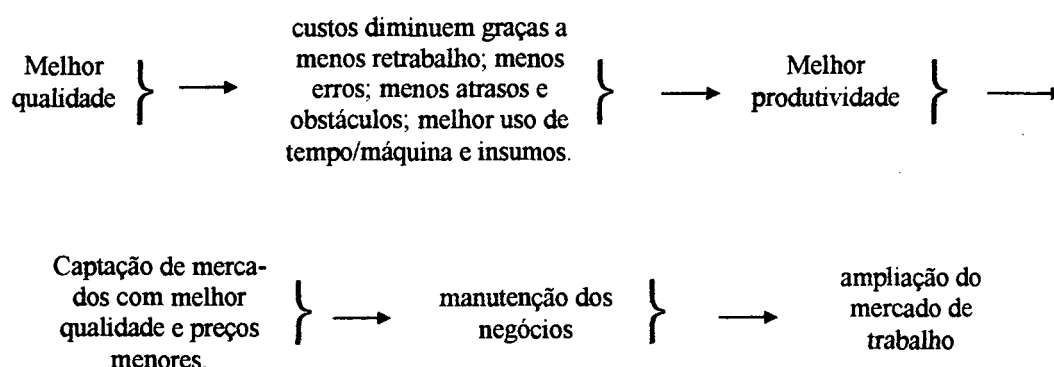 Melhor
qualidade
custos diminuem graças a
menos retrabalho; menos
erros; menos atrasos e
obstáculos; melhor uso de
tempo/máquina e insumos.
Melhor
produtividade
Captação de merca-
dos com melhor
qualidade e preços
menores.
manutenção dos
negócios
ampliação do
mercado de
trabalho